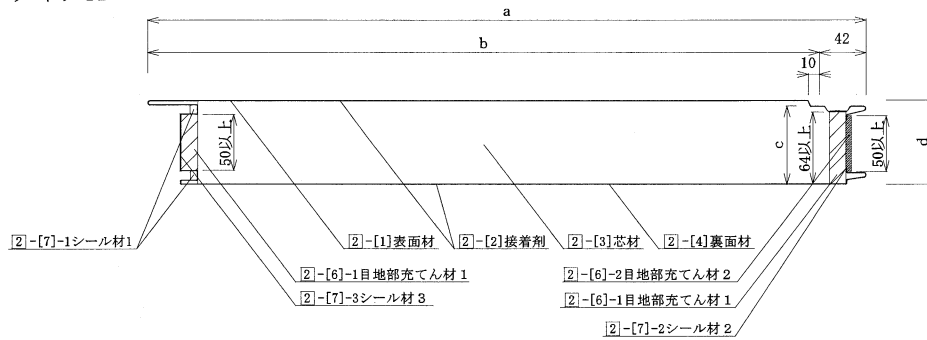 a
b
42
10
50以上
c
64以上
50以上
d
2-[7]-1シール材1
2-[1]表面材
2-[2]接着剤
2-[3]芯材
2-[4]裏面材
2-[6]-1目地部充てん材1
2-[6]-2目地部充てん材2
2-[7]-3シール材3
2-[6]-1目地部充てん材1
2-[7]-2シール材2